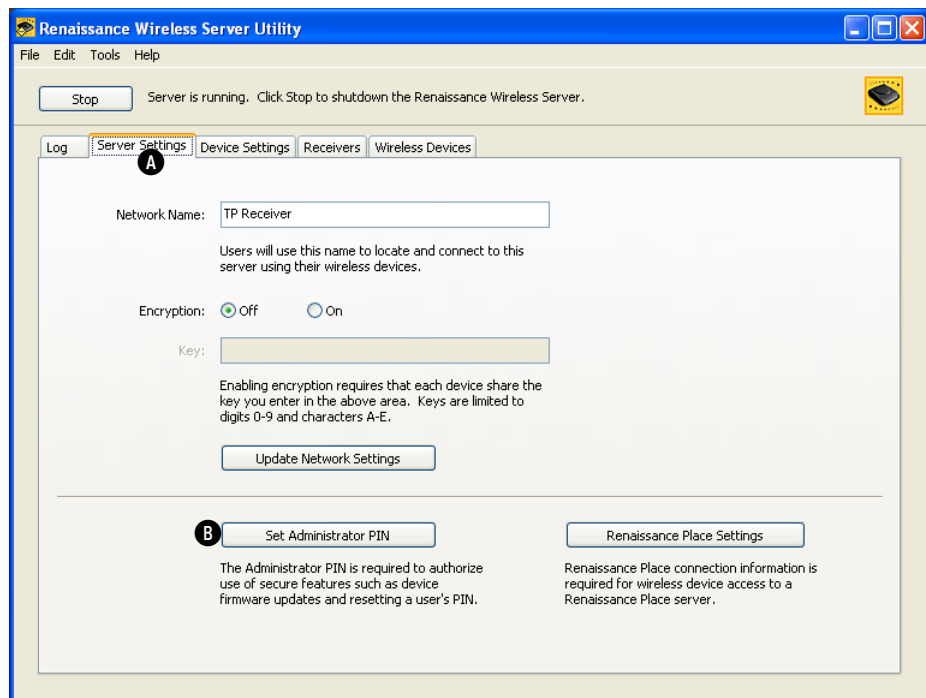 Renaissance Wireless Server Utility
File Edit Tools Help
Stop
Server is running. Click Stop to shutdown the Renaissance Wireless Server.
Log Server Settings Device Settings Receivers Wireless Devices
A
Network Name: TP Receiver
Users will use this name to locate and connect to this
server using their wireless devices.
Encryption: Off On
Key:
Enabling encryption requires that each device share the
key you enter in the above area. Keys are limited to
digits 0-9 and characters A-E.
Update Network Settings
B Set Administrator PIN
The Administrator PIN is required to authorize
use of secure features such as device
firmware updates and resetting a user's PIN.
Renaissance Place Settings
Renaissance Place connection information is
required for wireless device access to a
Renaissance Place server.